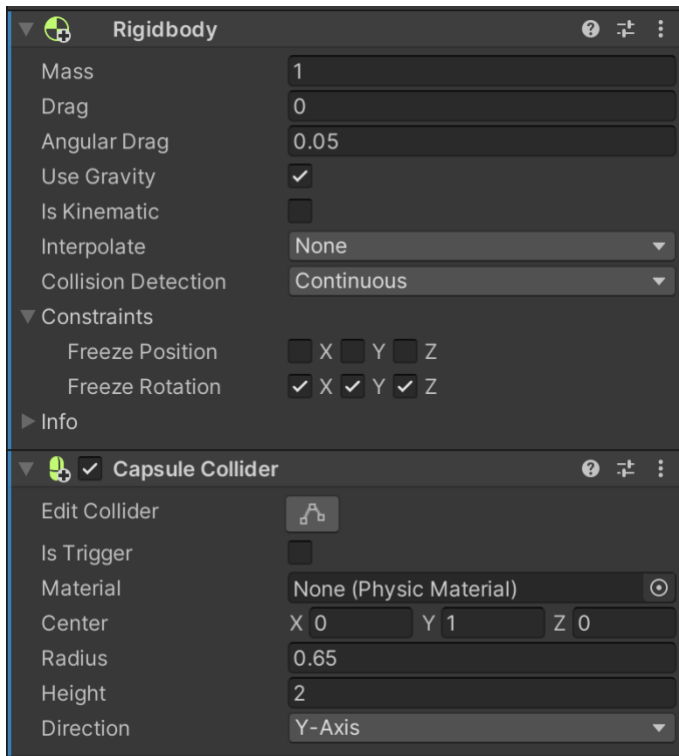 Rigidbody
Mass 1
Drag 0
Angular Drag 0.05
Use Gravity
Is Kinematic
Interpolate None
Collision Detection Continuous
Constraints
Freeze Position X Y Z
Freeze Rotation X Y Z
Info
Capsule Collider
Edit Collider
Is Trigger
Material None (Physic Material)
Center X 0 Y 1 Z 0
Radius 0.65
Height 2
Direction Y-Axis